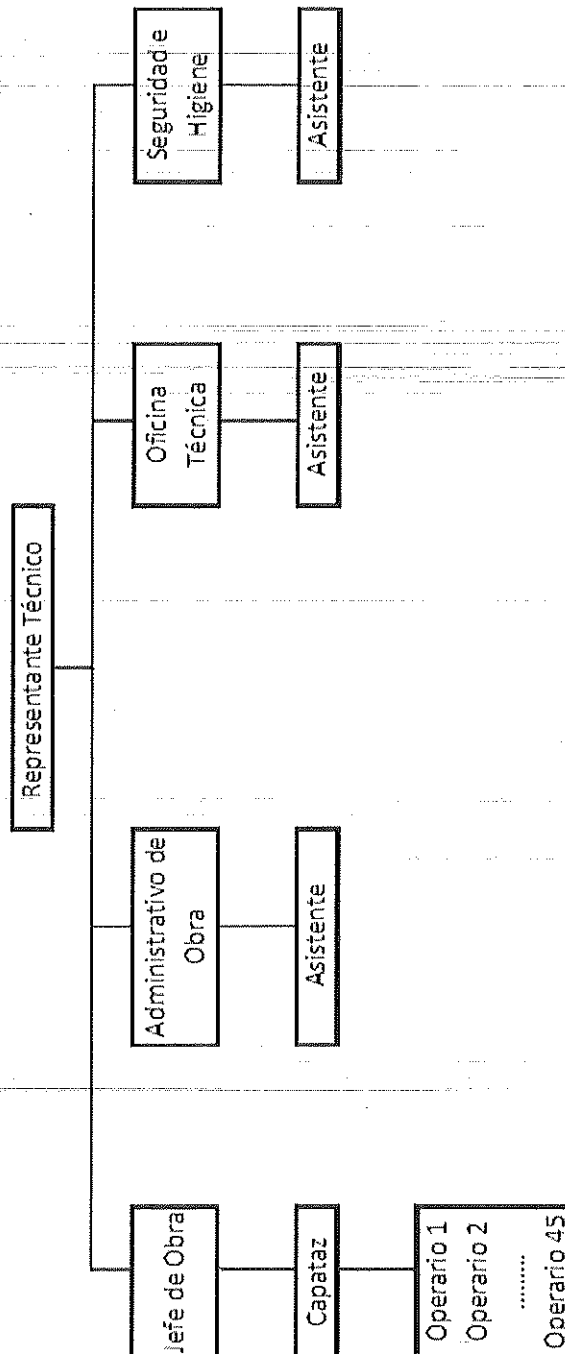 Representante Técnico
Jefe de Obra
Administrativo de
Obra
Oficina
Técnica
Seguridad e
Higiene
Capataz
Asistente
Asistente
Asistente
Operario 1
Operario 2
.........
Operario 45